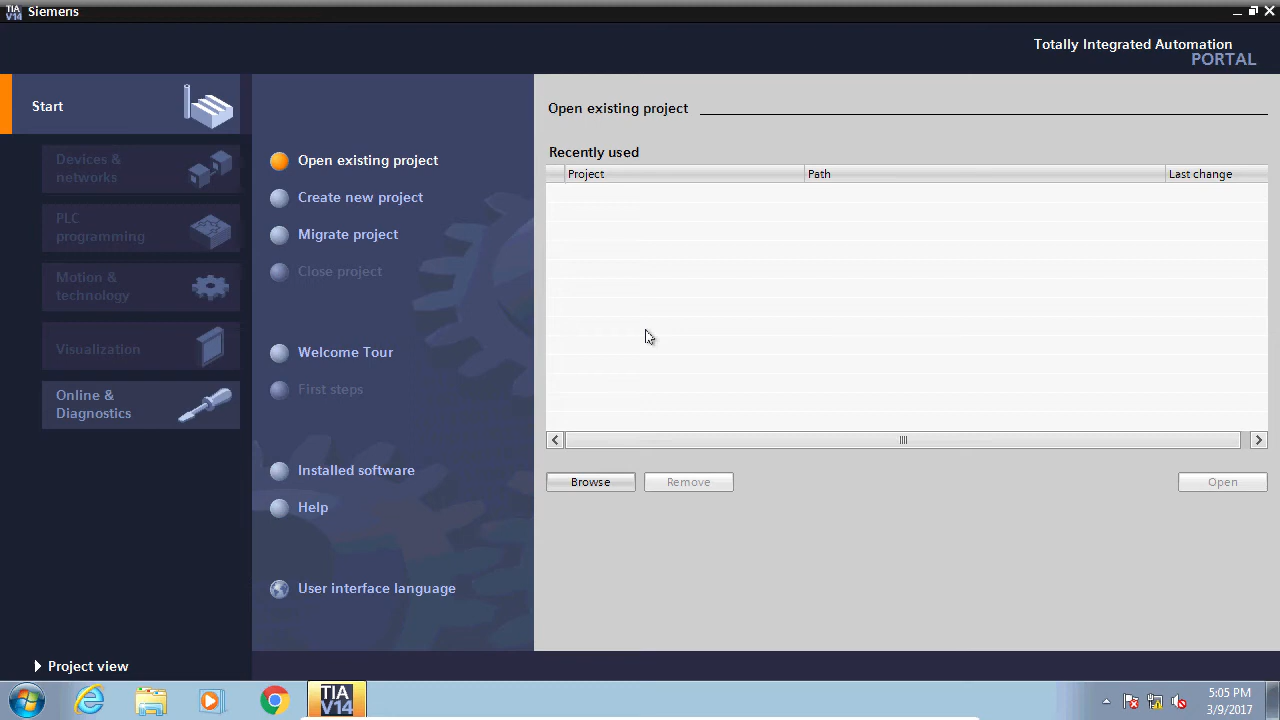 TIA
V14
Siemens
Totally Integrated Automation
PORTAL
Start
Devices &
networks
PLC
programming
Motion &
technology
Visualization
Online &
Diagnostics
Project view
Open existing project
Create new project
Migrate project
Close project
Welcome Tour
First steps
Installed software
Help
User interface language
Open existing project
Recently used
Project Path Last change
Browse Remove Open
TIA
V14
5:05 PM
3/9/2017